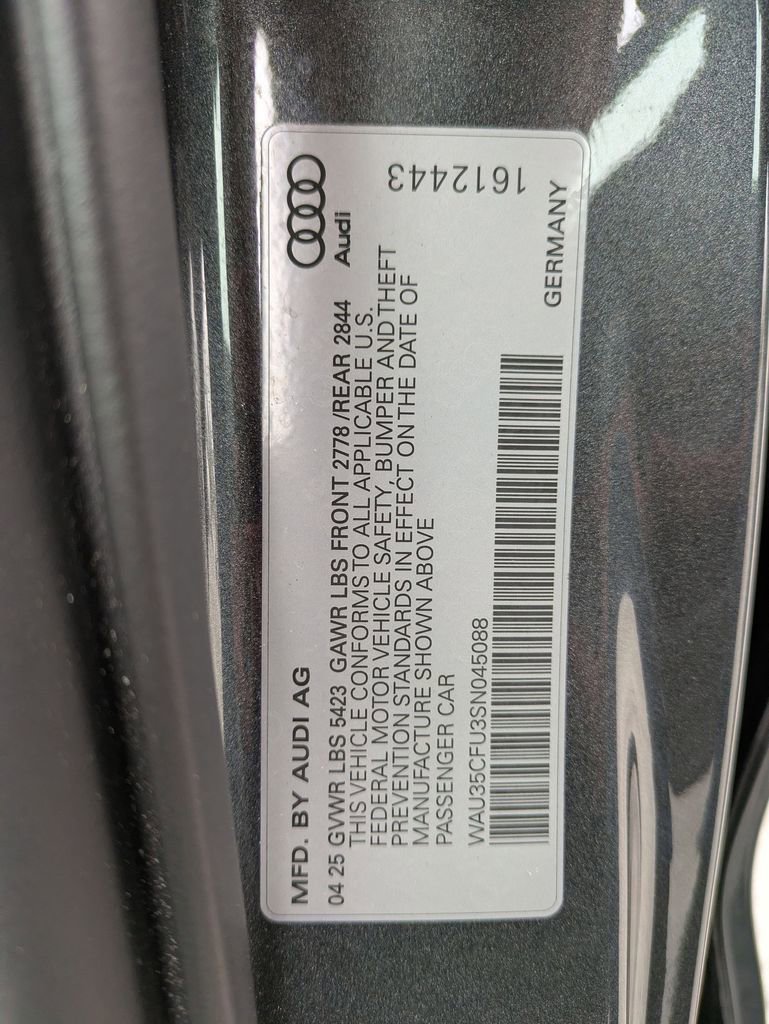 MFD. BY AUDI AG
Audi
04 25 GVWR LBS 5423 GAWR LBS FRONT 2778 /REAR 2844
THIS VEHICLE CONFORMS TO ALL APPLICABLE U.S.
FEDERAL MOTOR VEHICLE SAFETY, BUMPER AND THEFT
PREVENTION STANDARDS IN EFFECT ON THE DATE OF
MANUFACTURE SHOWN ABOVE
PASSENGER CAR
1612443
WAU35CFU3SN045088
GERMANY